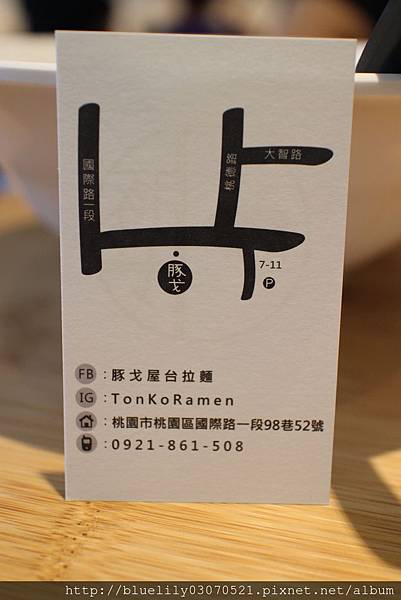 大智路
桃德路
國際路一段
7-11
P
豚戈
FB：豚戈屋台拉麵
IG：TonKoRamen
：桃園市桃園區國際路一段98巷52號
：0921-861-508
http://bluelily03070521.pixnet.net/album